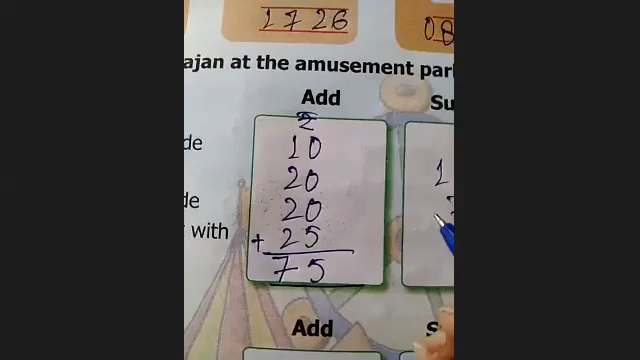 1726
08
ajan at the amusement par
Add
Su
de
2
10
20
20
+ 25
75
1
de
with
Add
S